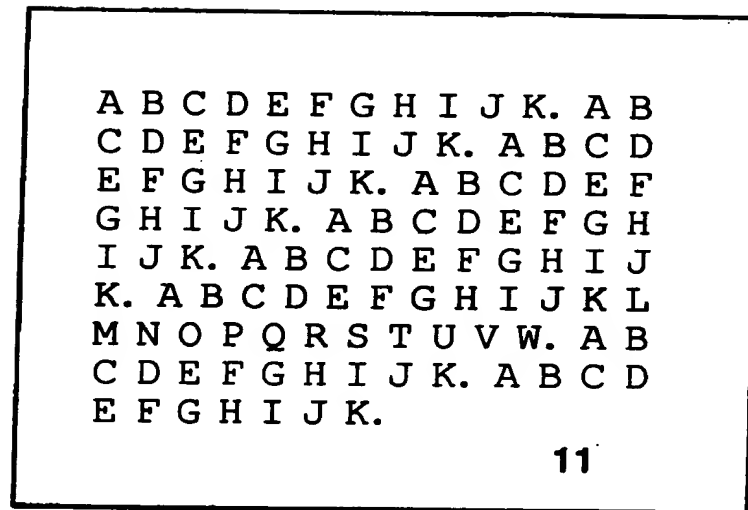 A B C D E F G H I J K. A B
C D E F G H I J K. A B C D
E F G H I J K. A B C D E F
G H I J K. A B C D E F G H
I J K. A B C D E F G H I J
K. A B C D E F G H I J K L
M N O P Q R S T U V W. A B
C D E F G H I J K. A B C D
E F G H I J K.
11